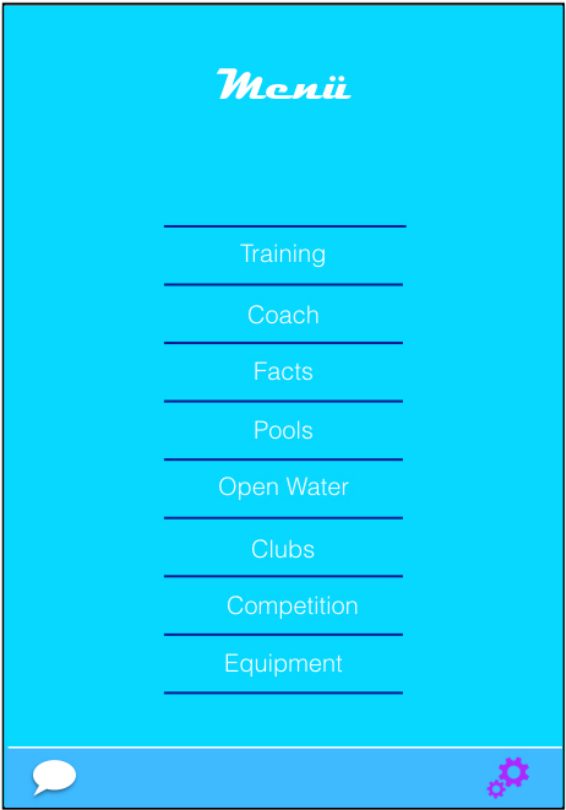 Menü
Training
Coach
Facts
Pools
Open Water
Clubs
Competition
Equipment